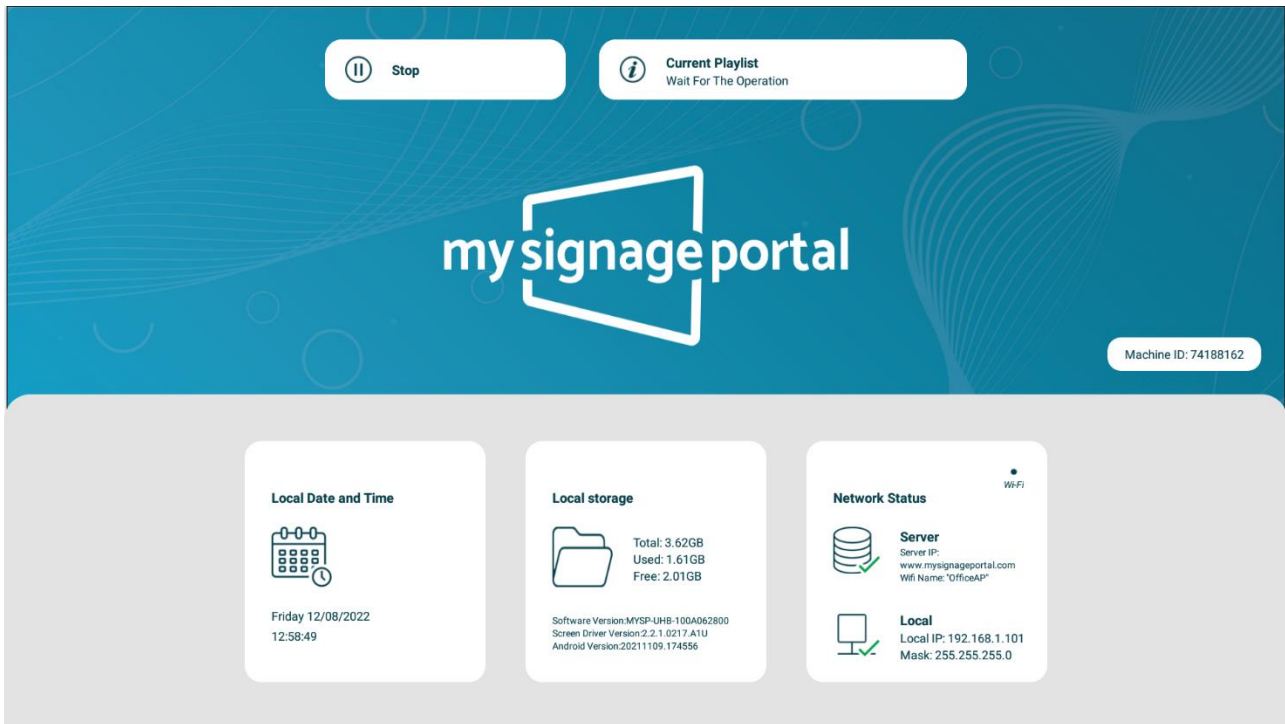 Stop
Current Playlist
Wait For The Operation
my signage portal
Machine ID: 74188162
Local Date and Time
Friday 12/08/2022
12:58:49
Local storage
Total: 3.62GB
Used: 1.61GB
Free: 2.01GB
Software Version:MYSP-UHB-100A062800
Screen Driver Version:2.2.1.0217.A1U
Android Version:20211109.174556
Wi-Fi
Network Status
Server
Server IP:
www.mysignageportal.com
Wifi Name: "OfficeAP"
Local
Local IP: 192.168.1.101
Mask: 255.255.255.0